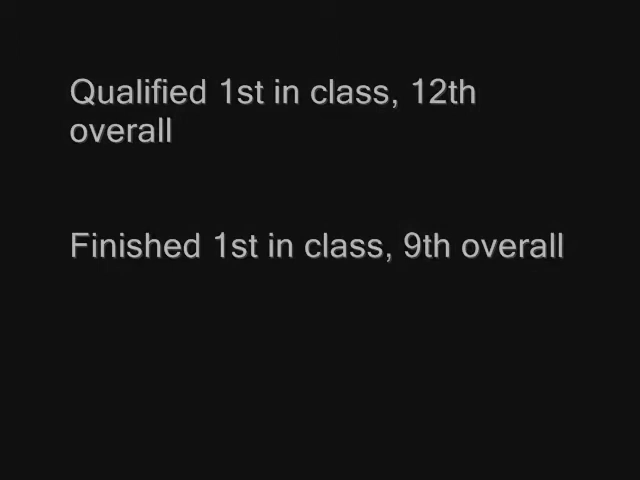 Qualified 1st in class, 12th
overall
Finished 1st in class, 9th overall